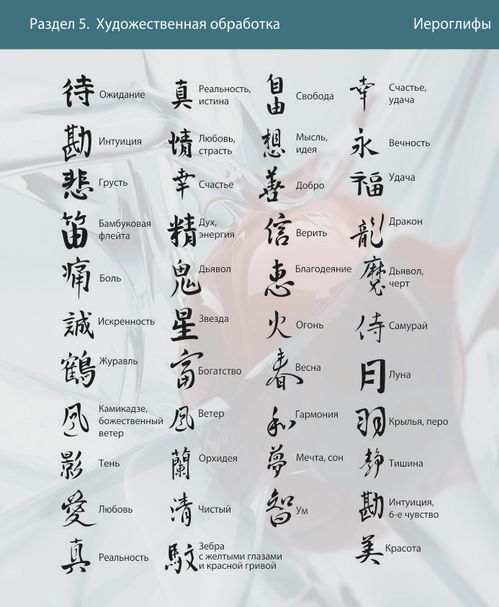 待 Ожидание
真 Реальность,
истина
自由 Свобода
幸 Счастье,
удача
勘 Интуиция
情 Любовь,
страсть
想 Мысль,
идея
永 Вечность
悲 Грусть
幸 Счастье
善 Добро
福 Удача
笛 Бамбуковая
флейта
精 Дух,
энергия
信 Верить
龍 Дракон
痛 Боль
鬼 Дьявол
恵 Благодеяние
魔 Дьявол,
черт
誠 Искренность
星 Звезда
火 Огонь
侍 Самурай
鶴 Журавль
富 Богатство
春 Весна
月 Луна
風 Камикадзе,
божественный
ветер
風 Ветер
和 Гармония
羽 Крылья, перо
影 Тень
蘭 Орхидея
夢 Мечта, сон
静 Тишина
愛 Любовь
清 Чистый
智 Ум
勘 Интуиция,
6-е чувство
真 Реальность
馼 Зебра
с желтыми глазами
и красной гривой
美 Красота
Раздел 5. Художественная обработка
Иероглифы